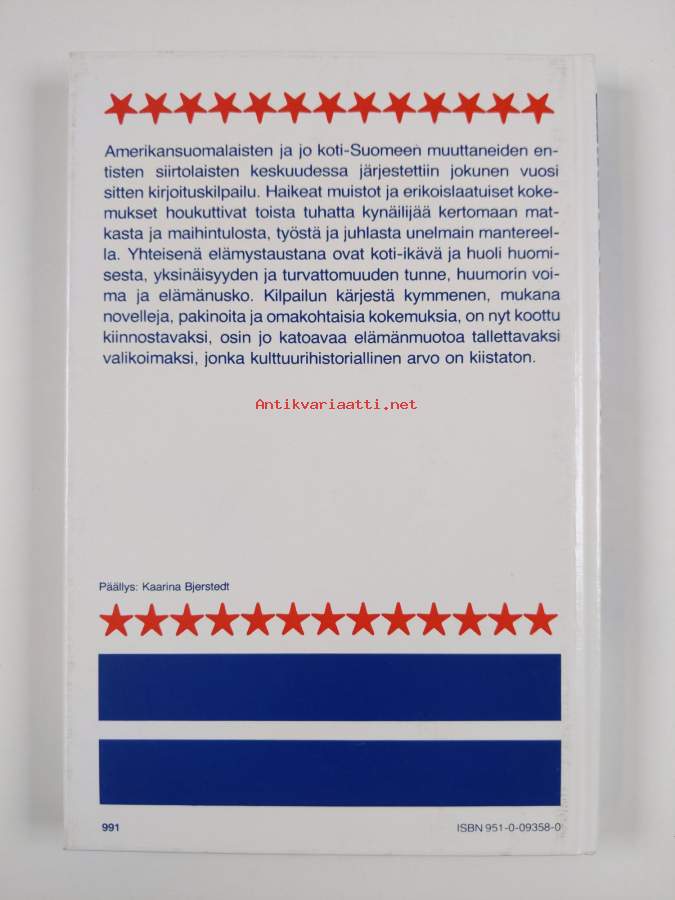 Amerikansuomalaisten ja jo koti-Suomeen muuttaneiden en-
tisten siirtolaisten keskuudessa järjestettiin jokunen vuosi
sitten kirjoituskilpailu. Haikeat muistot ja erikoislaatuiset koke-
mukset houkuttivat toista tuhatta kynäilijää kertomaan mat-
kasta ja maihintulosta, työstä ja juhlasta unelmain mantereel-
la. Yhteisenä elämystaustana ovat koti-ikävä ja huoli huomi-
sesta, yksinäisyyden ja turvattomuuden tunne, huumorin voi-
ma ja elämänusko. Kilpailun kärjestä kymmenen, mukana
novelleja, pakinoita ja omakohtaisia kokemuksia, on nyt koottu
kiinnostavaksi, osin jo katoavaa elämänmuotoa tallettavaksi
valikoimaksi, jonka kulttuurihistoriallinen arvo on kiistaton.
Antikvariaatti.net
Päällys: Kaarina Bjerstedt
991
ISBN 951-0-09358-0